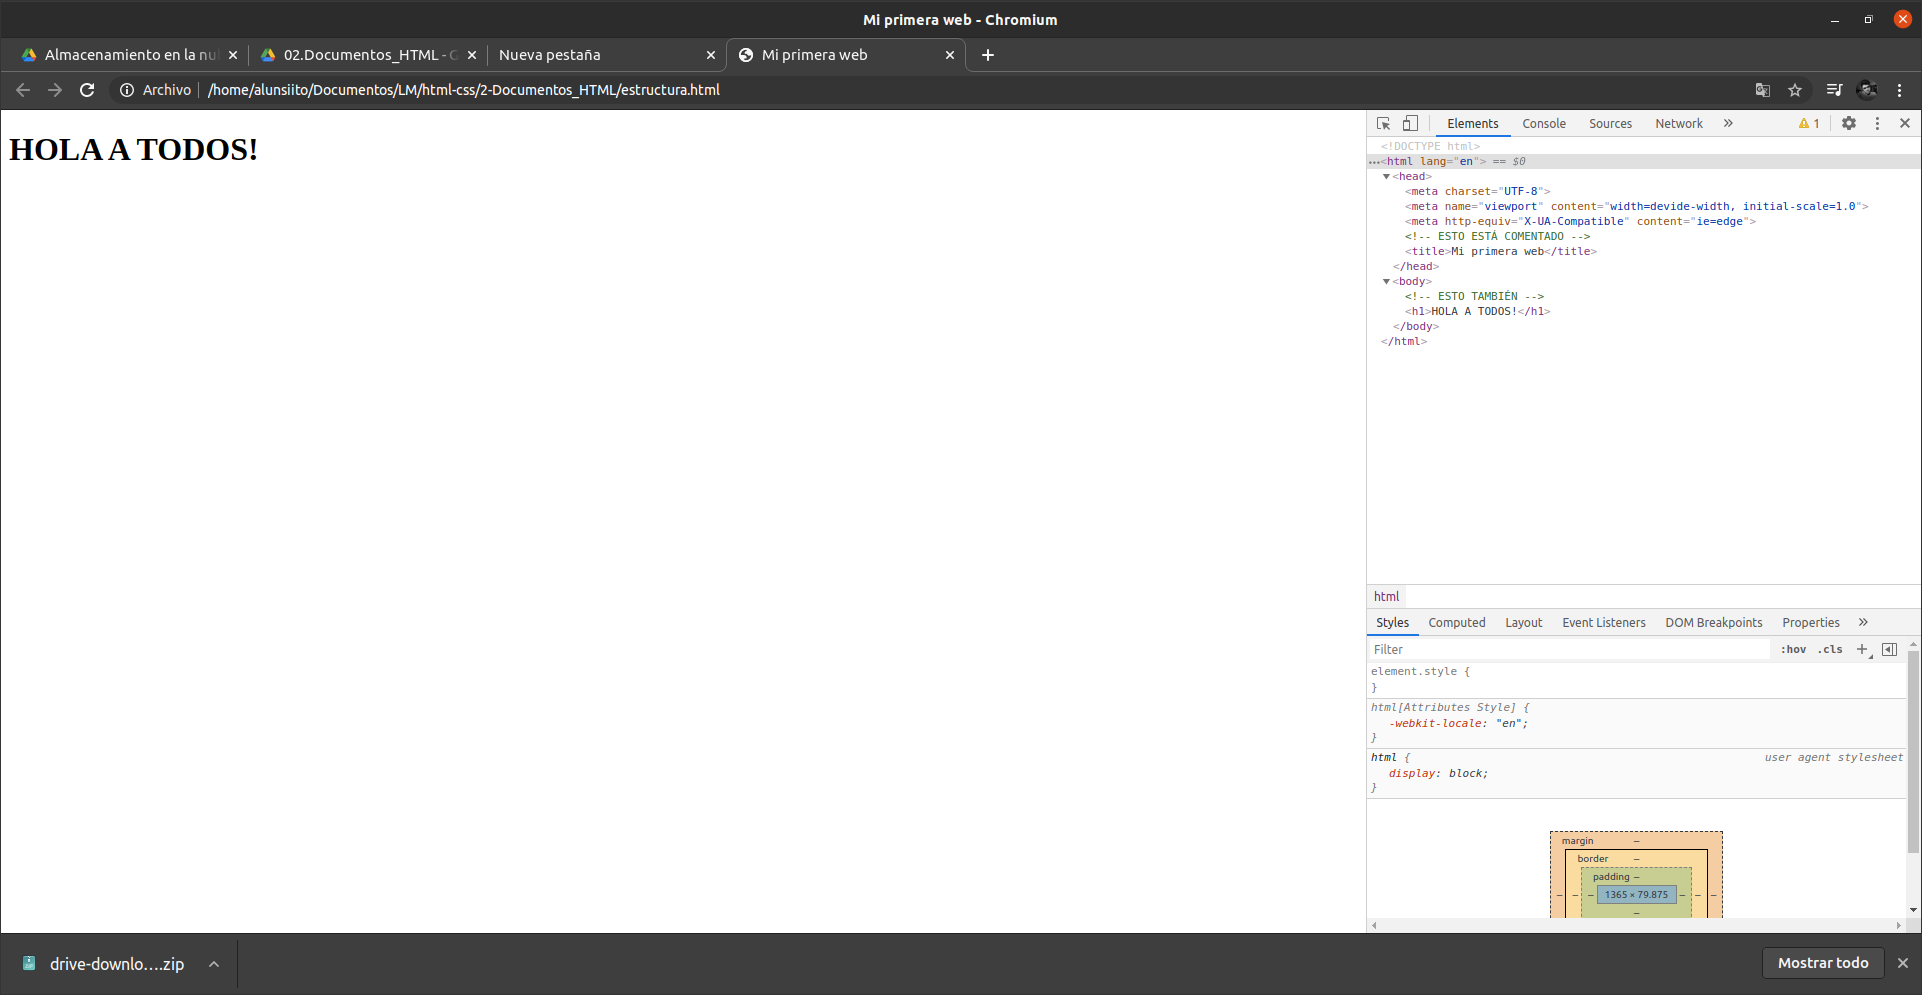 Mi primera web - Chromium
Almacenamiento en la nu
02.Documentos_HTML -
Nueva pestaña
Mi primera web
Archivo
/home/alunsiito/Documentos/LM/html-css/2-Documentos_HTML/estructura.html
HOLA A TODOS!
Elements Console Sources Network » 1
<!DOCTYPE html>
…<html lang="en"> == $0
<head>
<meta charset="UTF-8">
<meta name="viewport" content="width=devide-width, initial-scale=1.0">
<meta http-equiv="X-UA-Compatible" content="ie=edge">
<!-- ESTO ESTÁ COMENTADO -->
<title>Mi primera web</title>
</head>
<body>
<!-- ESTO TAMBIÉN -->
<h1>HOLA A TODOS!</h1>
</body>
</html>
html
Styles Computed Layout Event Listeners DOM Breakpoints Properties »
Filter :hov .cls +
element.style {
}
html[Attributes Style] {
-webkit-locale: "en";
}
html { user agent stylesheet
display: block;
}
margin –
border –
padding –
– – – 1365 × 79.875 – – –
–
drive-downlo….zip
Mostrar todo